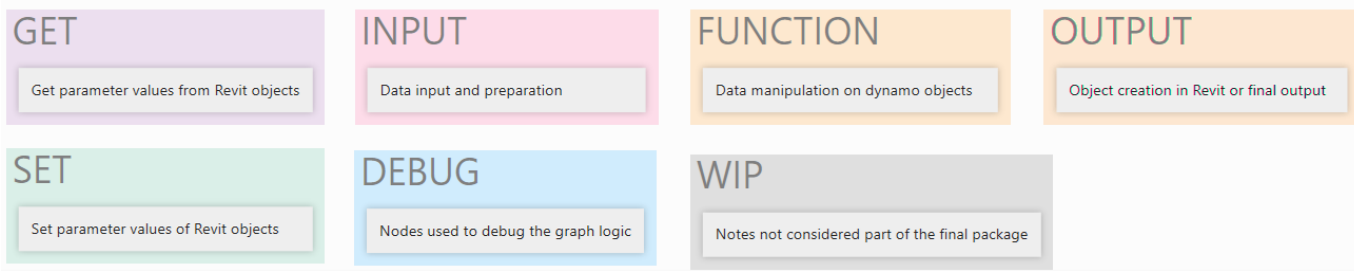 GET
Get parameter values from Revit objects
INPUT
Data input and preparation
FUNCTION
Data manipulation on dynamo objects
OUTPUT
Object creation in Revit or final output
SET
Set parameter values of Revit objects
DEBUG
Nodes used to debug the graph logic
WIP
Notes not considered part of the final package